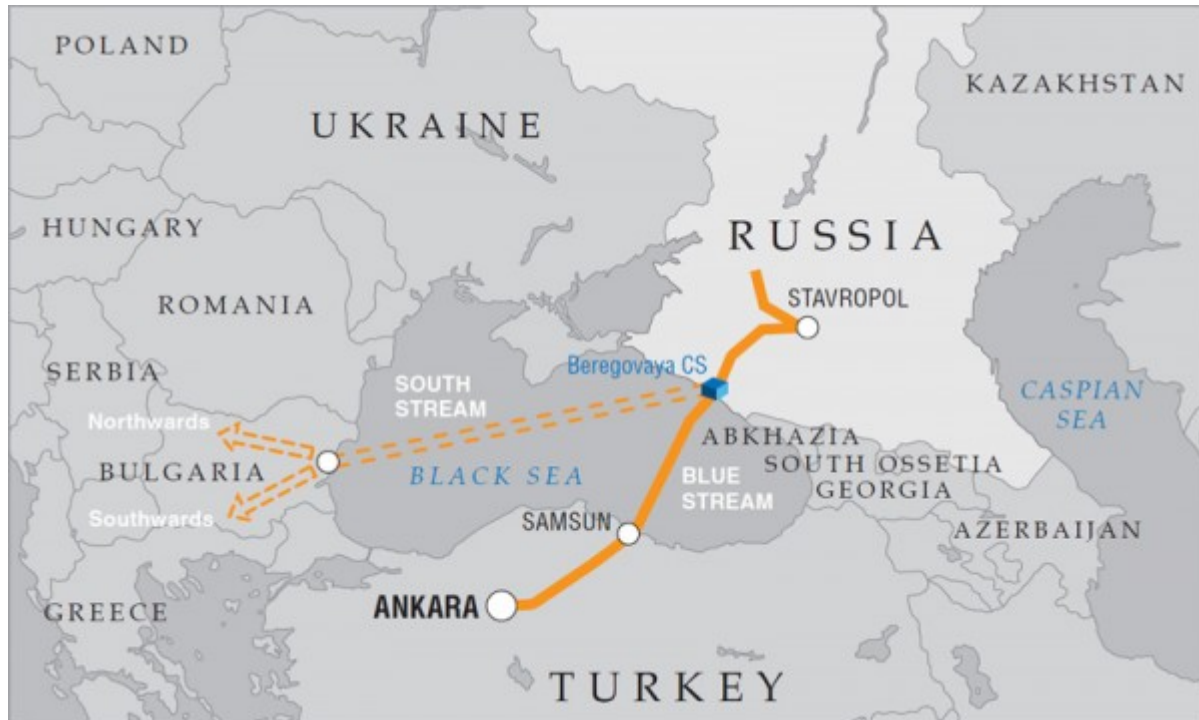 POLAND
KAZAKHSTAN
UKRAINE
HUNGARY
RUSSIA
ROMANIA
STAVROPOL
SERBIA
Beregovaya CS
SOUTH
STREAM
CASPIAN
SEA
Northwards
ABKHAZIA
BULGARIA
BLACK SEA
SOUTH OSSETIA
BLUE
STREAM
GEORGIA
Southwards
SAMSUN
AZERBAIJAN
GREECE
ANKARA
TURKEY